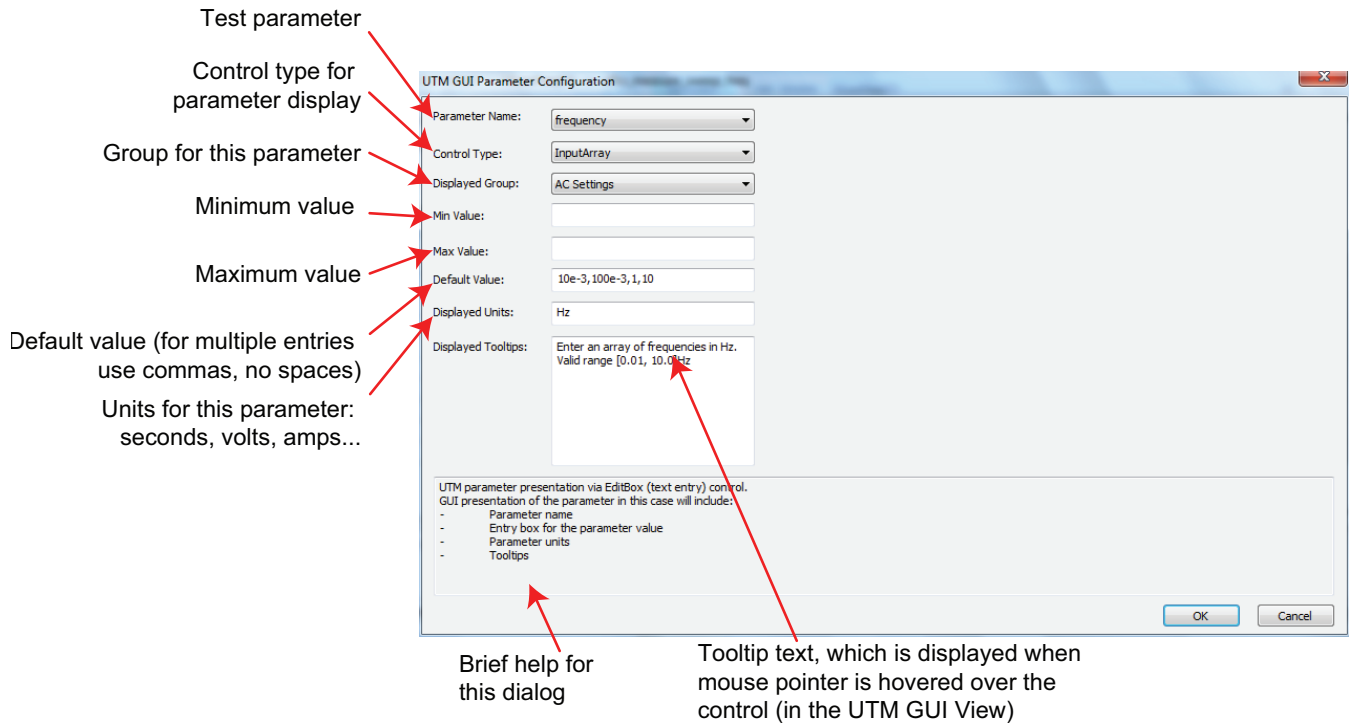 Test parameter
Control type for
parameter display
Group for this parameter
Minimum value
Maximum value
Default value (for multiple entries
use commas, no spaces)
Units for this parameter:
seconds, volts, amps...
UTM GUI Parameter Configuration
Parameter Name:
frequency
Control Type:
InputArray
Displayed Group:
AC Settings
Min Value:
Max Value:
Default Value:
10e-3,100e-3,1,10
Displayed Units:
Hz
Displayed Tooltips:
Enter an array of frequencies in Hz.
Valid range [0.01, 10.0]Hz
UTM parameter presentation via EditBox (text entry) control.
GUI presentation of the parameter in this case will include:
- Parameter name
- Entry box for the parameter value
- Parameter units
- Tooltips
OK
Cancel
Brief help for
this dialog
Tooltip text, which is displayed when
mouse pointer is hovered over the
control (in the UTM GUI View)